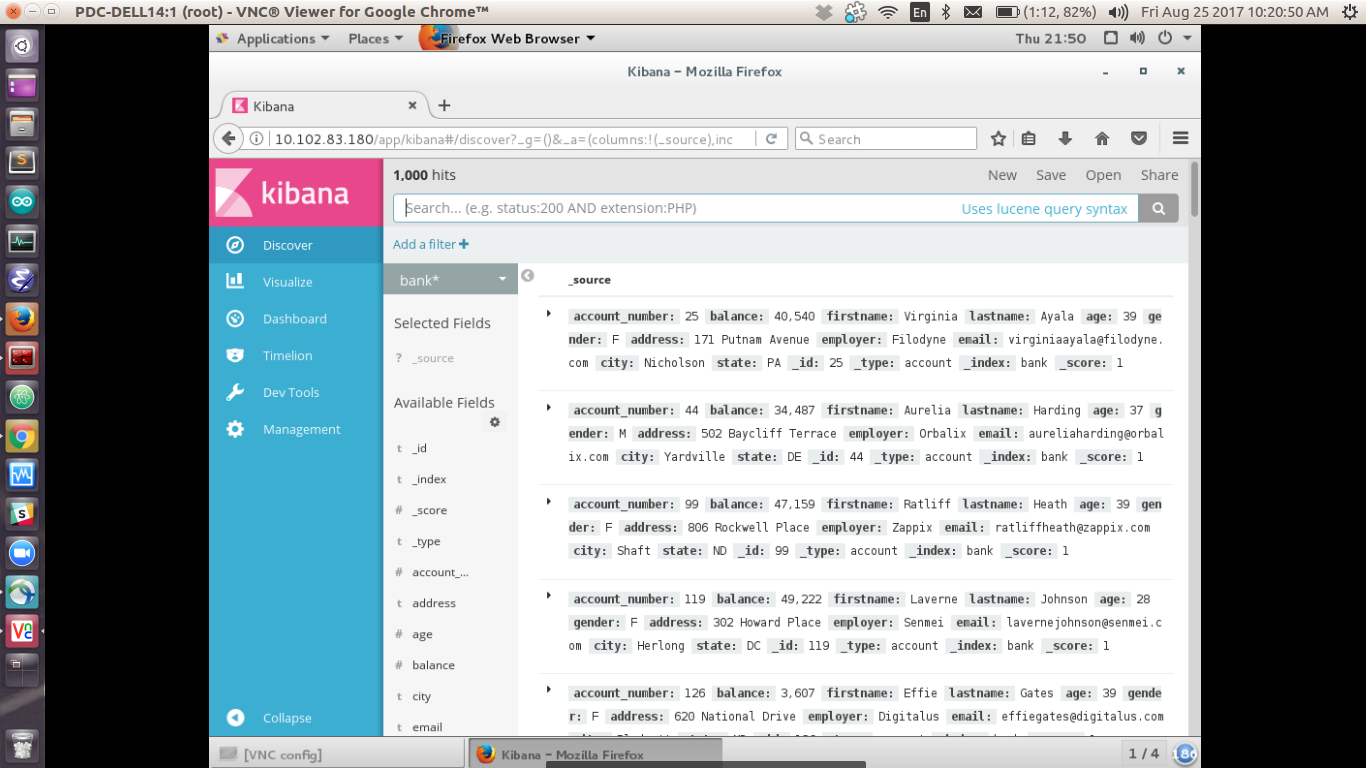 PDC-DELL14:1 (root) - VNC® Viewer for Google Chrome™
En
(1:12, 82%)
Fri Aug 25 2017 10:20:50 AM
Applications
Places
Firefox Web Browser
Thu 21:50
Kibana – Mozilla Firefox
Kibana
10.102.83.180/app/kibana#/discover?_g=()&_a=(columns:!(_source),inc
Search
kibana
1,000 hits
New Save Open Share
Search... (e.g. status:200 AND extension:PHP)
Uses lucene query syntax
Add a filter +
Discover
Visualize
Dashboard
Timelion
Dev Tools
Management
Collapse
bank*
Selected Fields
? _source
Available Fields
t _id
t _index
# _score
t _type
# account_...
t address
# age
# balance
t city
t email
_source
account_number: 25 balance: 40,540 firstname: Virginia lastname: Ayala age: 39 ge
nder: F address: 171 Putnam Avenue employer: Filodyne email: virginiaayala@filodyne.
com city: Nicholson state: PA _id: 25 _type: account _index: bank _score: 1
account_number: 44 balance: 34,487 firstname: Aurelia lastname: Harding age: 37 g
ender: M address: 502 Baycliff Terrace employer: Orbalix email: aureliaharding@orbal
ix.com city: Yardville state: DE _id: 44 _type: account _index: bank _score: 1
account_number: 99 balance: 47,159 firstname: Ratliff lastname: Heath age: 39 gen
der: F address: 806 Rockwell Place employer: Zappix email: ratliffheath@zappix.com
city: Shaft state: ND _id: 99 _type: account _index: bank _score: 1
account_number: 119 balance: 49,222 firstname: Laverne lastname: Johnson age: 28
gender: F address: 302 Howard Place employer: Senmei email: lavernejohnson@senmei.c
om city: Herlong state: DC _id: 119 _type: account _index: bank _score: 1
account_number: 126 balance: 3,607 firstname: Effie lastname: Gates age: 39 gende
r: F address: 620 National Drive employer: Digitalus email: effiegates@digitalus.com
[VNC config]
Kibana – Mozilla Firefox
1 / 4